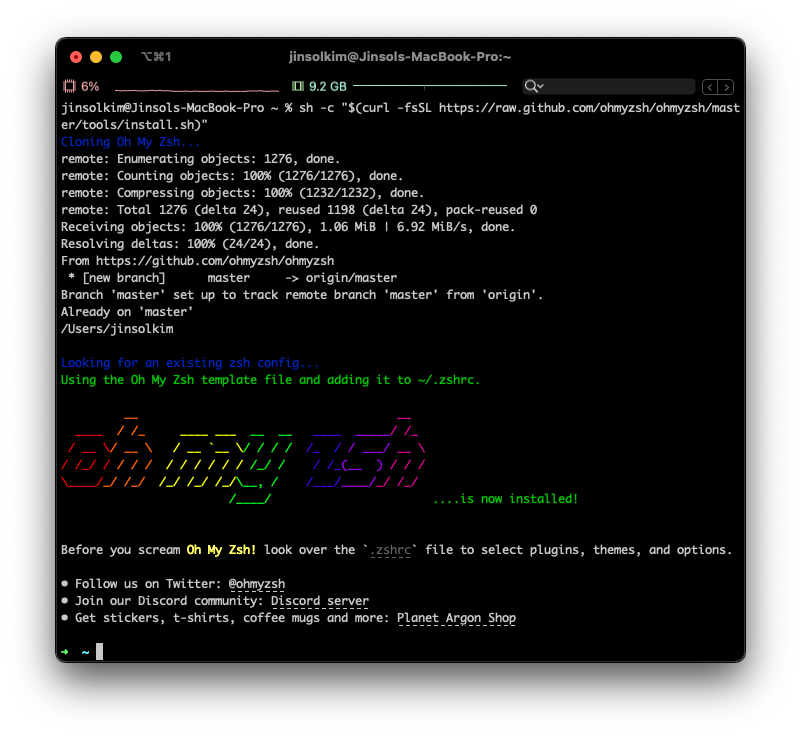 ⌥⌘1
jinsolkim@Jinsols-MacBook-Pro:~
6%
9.2 GB
jinsolkim@Jinsols-MacBook-Pro ~ % sh -c "$(curl -fsSL https://raw.github.com/ohmyzsh/ohmyzsh/mast
er/tools/install.sh)"
Cloning Oh My Zsh...
remote: Enumerating objects: 1276, done.
remote: Counting objects: 100% (1276/1276), done.
remote: Compressing objects: 100% (1232/1232), done.
remote: Total 1276 (delta 24), reused 1198 (delta 24), pack-reused 0
Receiving objects: 100% (1276/1276), 1.06 MiB | 6.92 MiB/s, done.
Resolving deltas: 100% (24/24), done.
From https://github.com/ohmyzsh/ohmyzsh
 * [new branch]      master     -> origin/master
Branch 'master' set up to track remote branch 'master' from 'origin'.
Already on 'master'
/Users/jinsolkim
Looking for an existing zsh config...
Using the Oh My Zsh template file and adding it to ~/.zshrc.
oh my zsh
....is now installed!
Before you scream Oh My Zsh! look over the `.zshrc` file to select plugins, themes, and options.
• Follow us on Twitter: @ohmyzsh
• Join our Discord community: Discord server
• Get stickers, t-shirts, coffee mugs and more: Planet Argon Shop
➜ ~